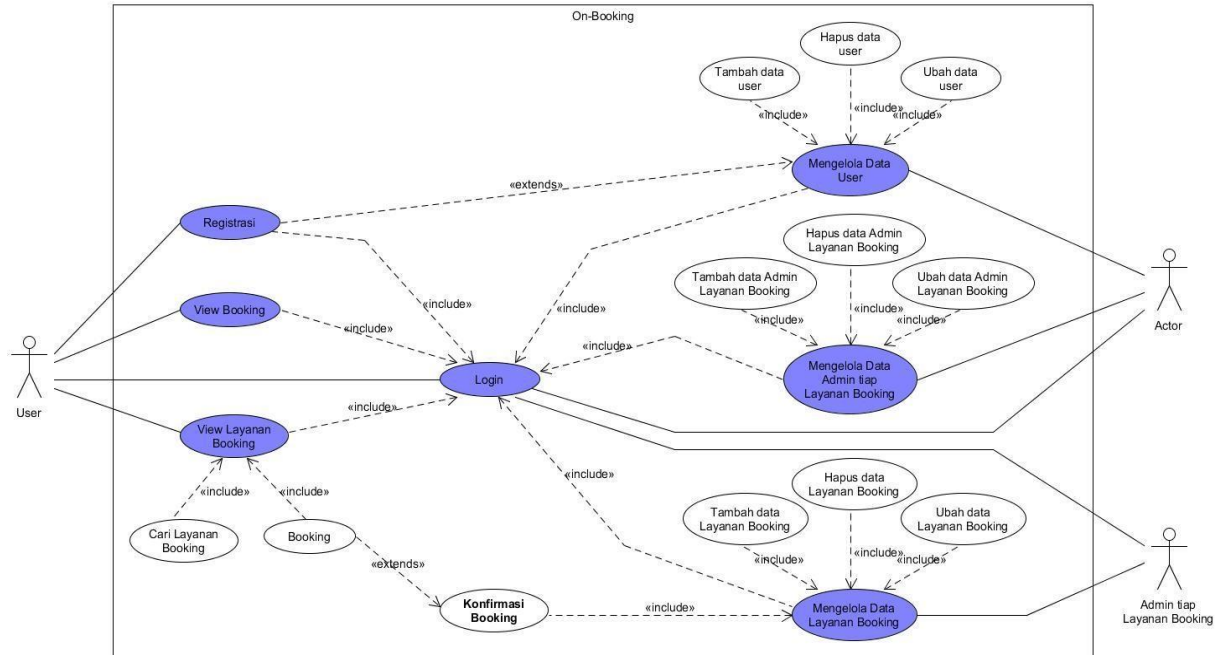 On-Booking
Hapus data
user
Tambah data
user
Ubah data
user
«include»
«include»
«include»
Mengelola Data
User
«extends»
Registrasi
Hapus data Admin
Layanan Booking
Tambah data Admin
Layanan Booking
Ubah data Admin
Layanan Booking
«include»
«include»
«include»
«include»
«include»
View Booking
«include»
Actor
«include»
Mengelola Data
Admin tiap
Layanan Booking
Login
User
«include»
View Layanan
Booking
Hapus data
Layanan Booking
«include»
«include»
«include»
Tambah data
Layanan Booking
Ubah data
Layanan Booking
Cari Layanan
Booking
Booking
«include»
«include»
«include»
«extends»
Konfirmasi
Booking
«include»
Mengelola Data
Layanan Booking
Admin tiap
Layanan Booking